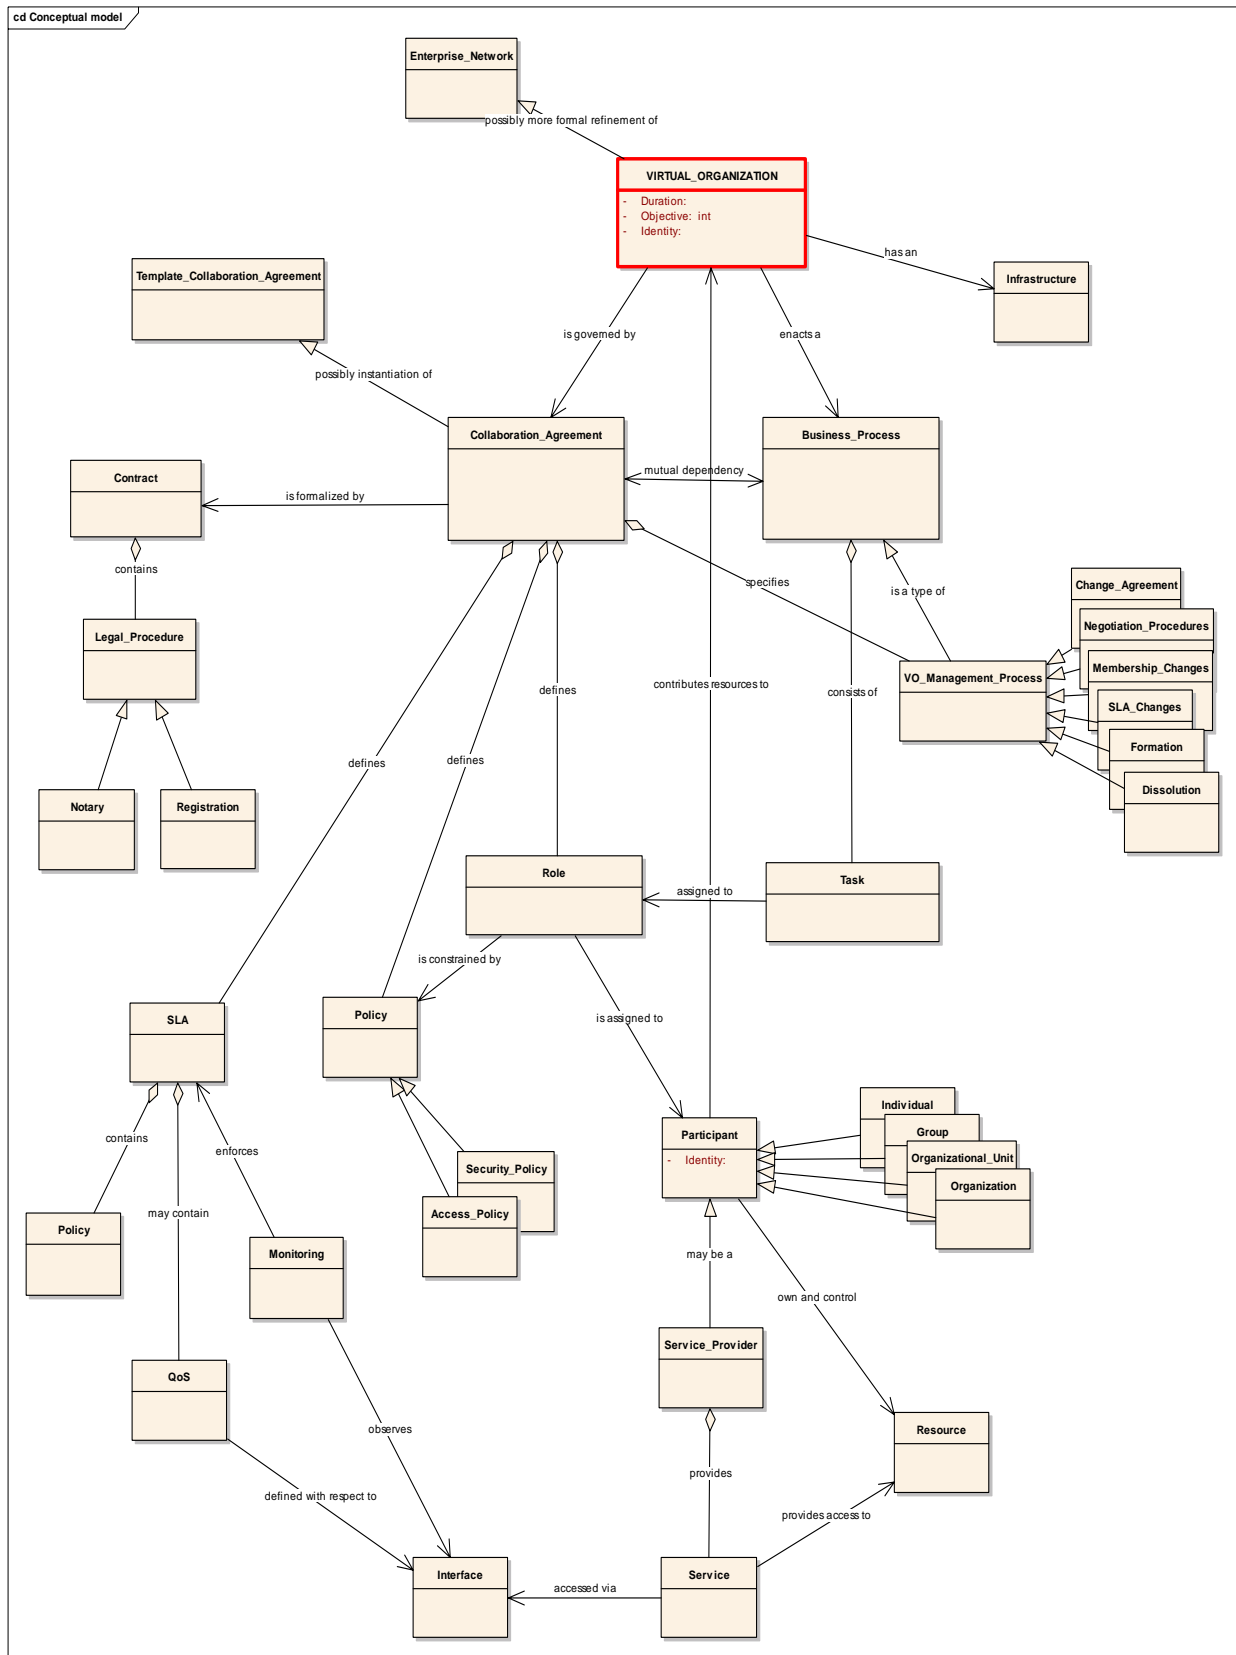 cd Conceptual model
Enterprise_Network
possibly more formal refinement of
VIRTUAL_ORGANIZATION
- Duration:
- Objective: int
- Identity:
has an
Infrastructure
Template_Collaboration_Agreement
is governed by
enacts a
possibly instantiation of
Collaboration_Agreement
Business_Process
mutual dependency
Contract
is formalized by
contains
specifies
is a type of
Change_Agreement
Negotiation_Procedures
Membership_Changes
SLA_Changes
Formation
Dissolution
VO_Management_Process
Legal_Procedure
defines
contributes resources to
consists of
defines
defines
Notary
Registration
Role
Task
assigned to
is constrained by
SLA
Policy
is assigned to
Individual
Group
Organizational_Unit
Organization
Participant
- Identity:
contains
enforces
Security_Policy
Access_Policy
may contain
Policy
Monitoring
may be a
own and control
Service_Provider
QoS
observes
Resource
provides
defined with respect to
provides access to
Interface
accessed via
Service